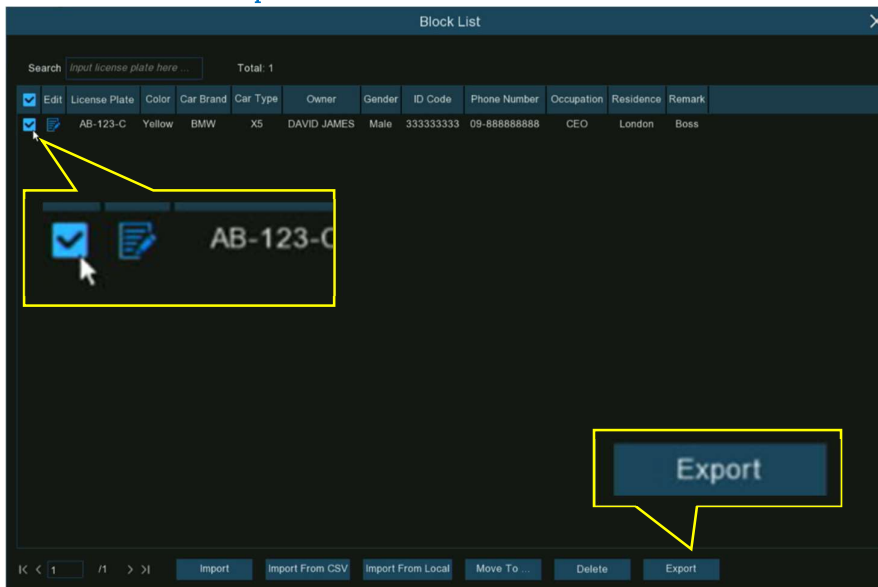 Block List
Search Input license plate here ... Total: 1
Edit License Plate Color Car Brand Car Type Owner Gender ID Code Phone Number Occupation Residence Remark
AB-123-C Yellow BMW X5 DAVID JAMES Male 333333333 09-888888888 CEO London Boss
AB-123-C
Export
1 /1 Import Import From CSV Import From Local Move To ... Delete Export